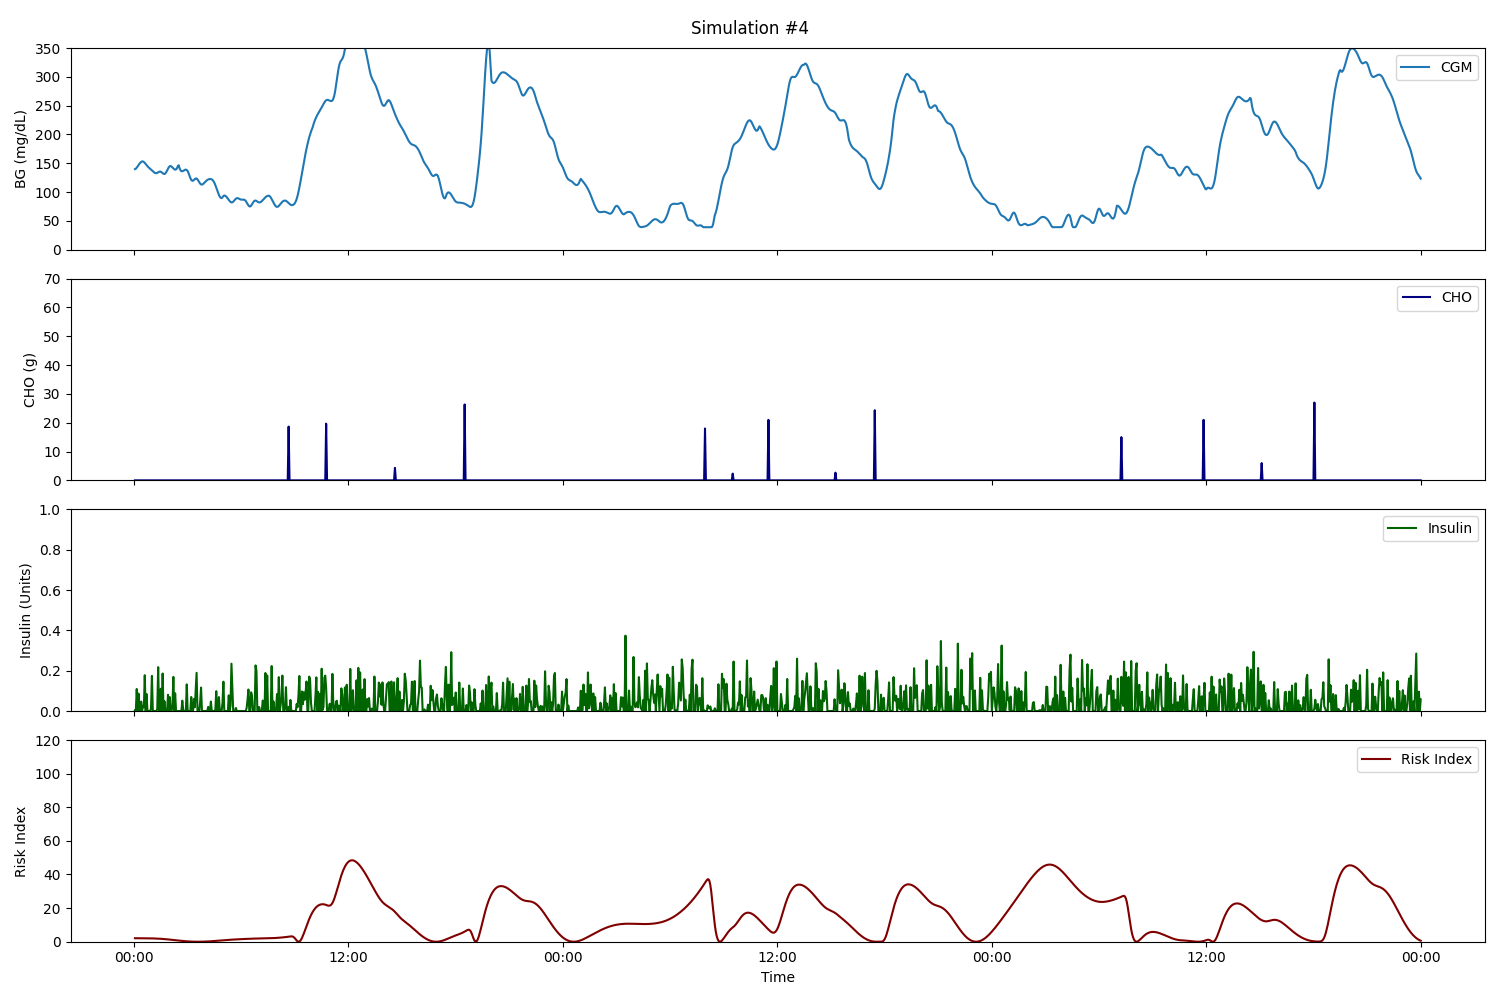 Simulation #4
350
300
250
200
150
100
50
0
BG (mg/dL)
CGM
70
60
50
40
30
20
10
0
CHO (g)
CHO
1.0
0.8
0.6
0.4
0.2
0.0
Insulin (Units)
Insulin
120
100
80
60
40
20
0
Risk Index
Risk Index
00:00 12:00 00:00 12:00 00:00 12:00 00:00
Time